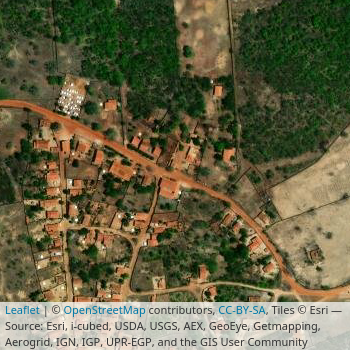 Leaflet | © OpenStreetMap contributors, CC-BY-SA, Tiles © Esri —
Source: Esri, i-cubed, USDA, USGS, AEX, GeoEye, Getmapping,
Aerogrid, IGN, IGP, UPR-EGP, and the GIS User Community